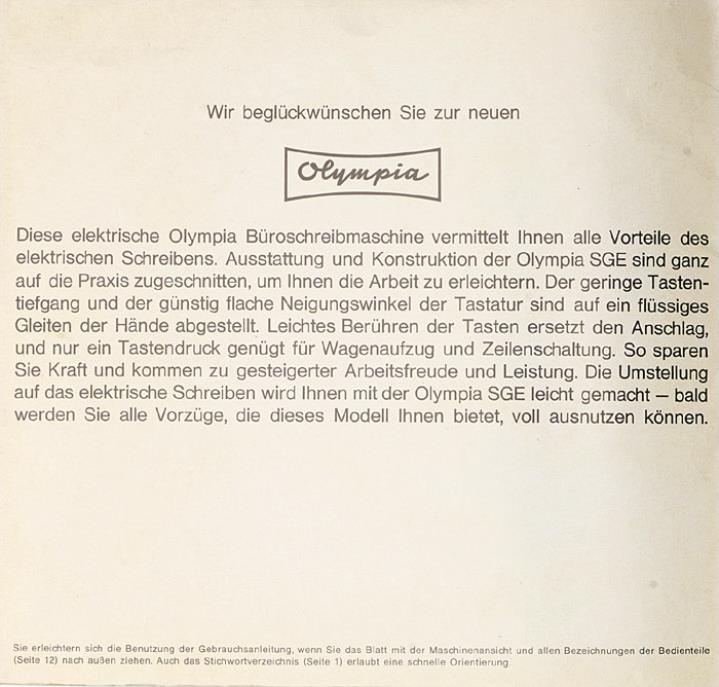 Wir beglückwünschen Sie zur neuen
Olympia
Diese elektrische Olympia Büroschreibmaschine vermittelt Ihnen alle Vorteile des
elektrischen Schreibens. Ausstattung und Konstruktion der Olympia SGE sind ganz
auf die Praxis zugeschnitten, um Ihnen die Arbeit zu erleichtern. Der geringe Tasten-
tiefgang und der günstig flache Neigungswinkel der Tastatur sind auf ein flüssiges
Gleiten der Hände abgestellt. Leichtes Berühren der Tasten ersetzt den Anschlag,
und nur ein Tastendruck genügt für Wagenaufzug und Zeilenschaltung. So sparen
Sie Kraft und kommen zu gesteigerter Arbeitsfreude und Leistung. Die Umstellung
auf das elektrische Schreiben wird Ihnen mit der Olympia SGE leicht gemacht — bald
werden Sie alle Vorzüge, die dieses Modell Ihnen bietet, voll ausnutzen können.
Sie erleichtern sich die Benutzung der Gebrauchsanleitung, wenn Sie das Blatt mit der Maschinenansicht und allen Bezeichnungen der Bedienteile
(Seite 12) nach außen ziehen. Auch das Stichwortverzeichnis (Seite 1) erlaubt eine schnelle Orientierung.